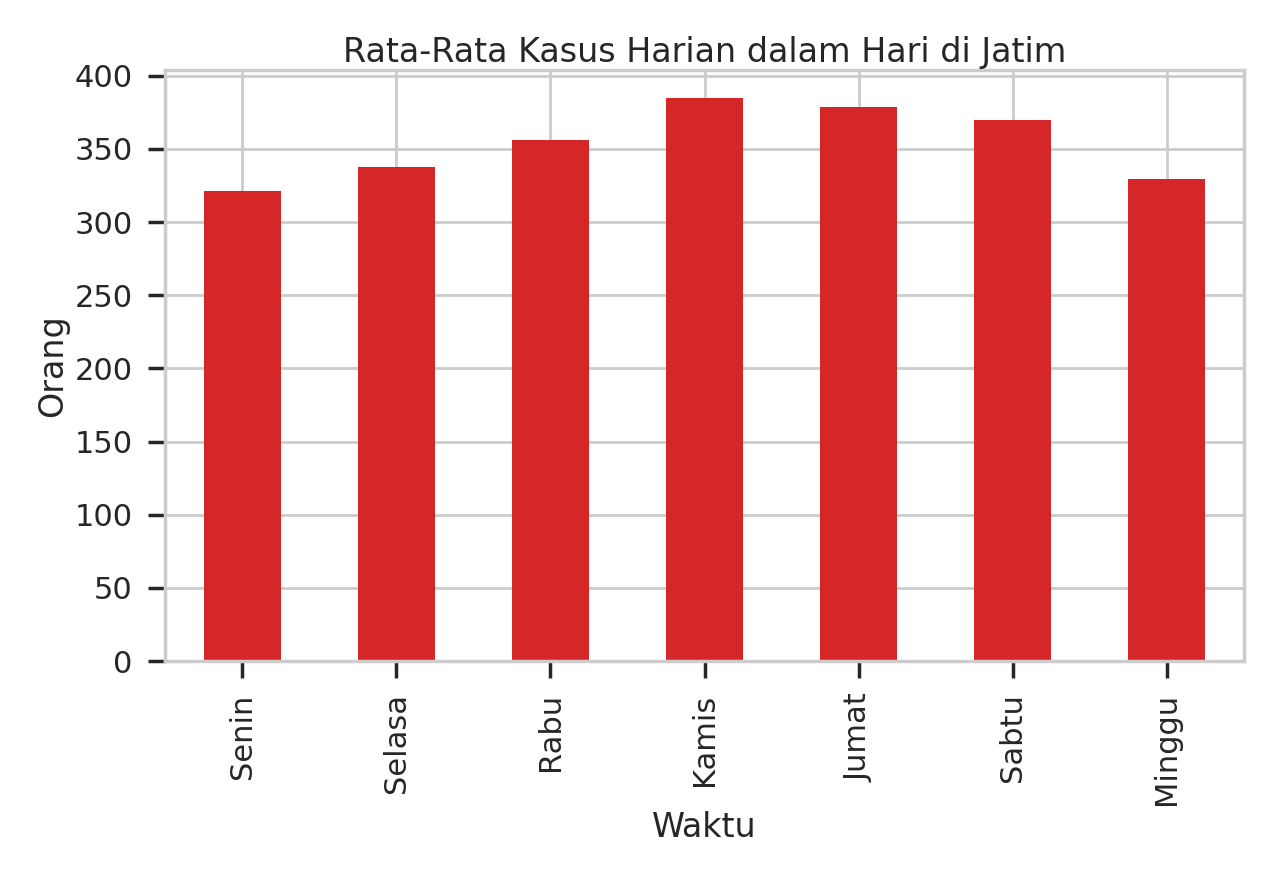 Rata-Rata Kasus Harian dalam Hari di Jatim
400
350
300
250
200
150
100
50
0
Orang
Senin
Selasa
Rabu
Kamis
Jumat
Sabtu
Minggu
Waktu